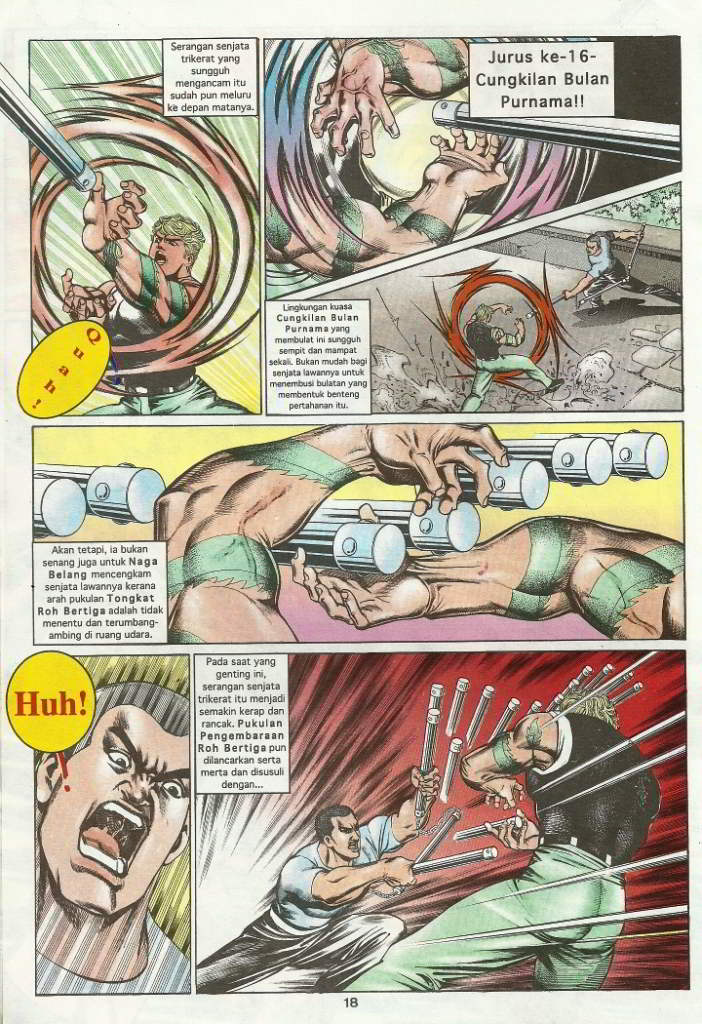 Serangan senjata
trikerat yang
sungguh
mengancam itu
sudah pun meluru
ke depan matanya.
Quah!
Jurus ke-16-
Cungkilan Bulan
Purnama!!
Lingkungan kuasa
Cungkilan Bulan
Purnama yang
membulat ini sungguh
sempit dan mampat
sekali. Bukan mudah bagi
senjata lawannya untuk
menembusi bulatan yang
membentuk benteng
pertahanan itu.
Akan tetapi, ia bukan
senang juga untuk Naga
Belang mencengkam
senjata lawannya kerana
arah pukulan Tongkat
Roh Bertiga adalah tidak
menentu dan terumbang-
ambing di ruang udara.
Huh!
Pada saat yang
genting ini,
serangan senjata
trikerat itu menjadi
semakin kerap dan
rancak. Pukulan
Pengembaraan
Roh Bertiga pun
dilancarkan serta
merta dan disusuli
dengan...
18